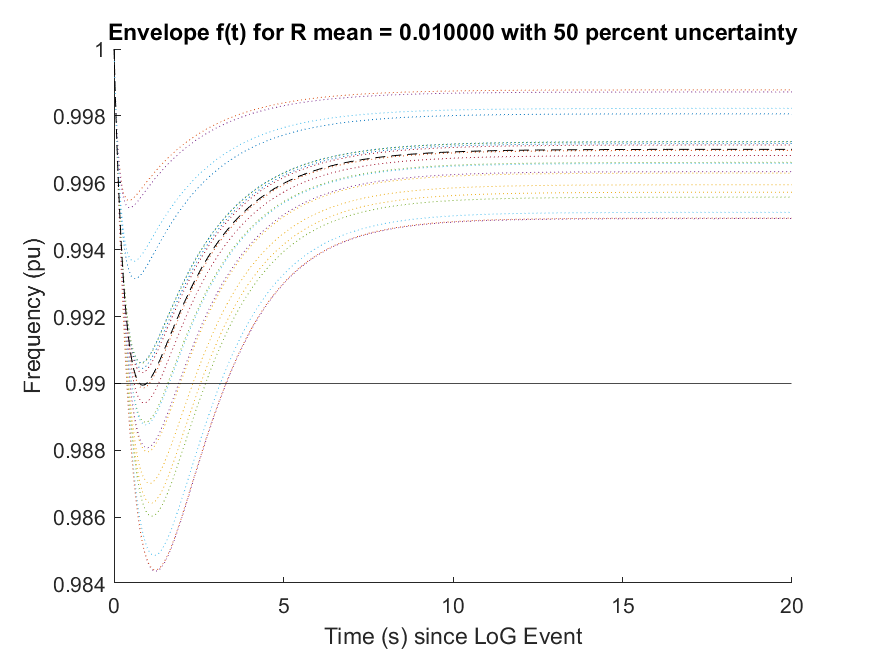 Envelope f(t) for R mean = 0.010000 with 50 percent uncertainty
1
0.998
0.996
0.994
0.992
0.99
0.988
0.986
0.984
Frequency (pu)
0 5 10 15 20
Time (s) since LoG Event